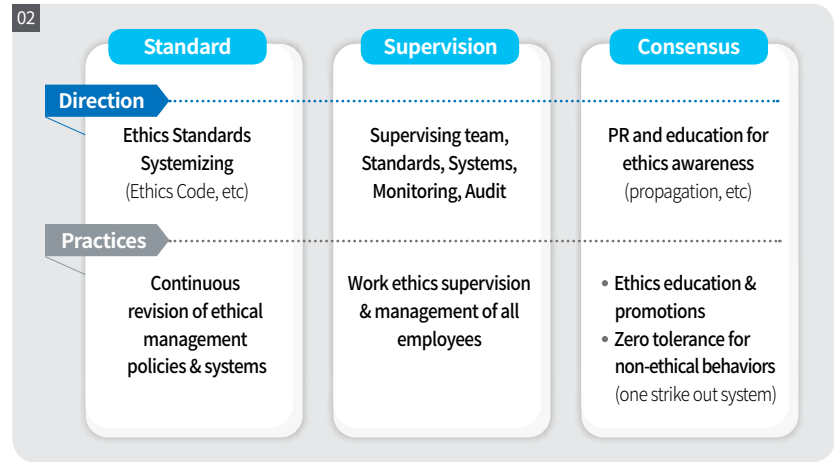 02
Standard
Supervision
Consensus
Direction
Ethics Standards
Systemizing
(Ethics Code, etc)
Supervising team,
Standards, Systems,
Monitoring, Audit
PR and education for
ethics awareness
(propagation, etc)
Practices
Continuous
revision of ethical
management
policies & systems
Work ethics supervision
& management of all
employees
• Ethics education &
promotions
• Zero tolerance for
non-ethical behaviors
(one strike out system)